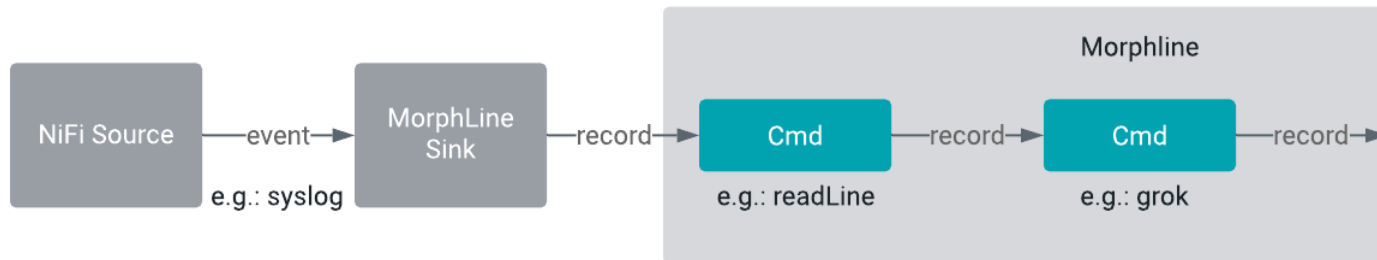 Morphline
NiFi Source
event
MorphLine
Sink
record
Cmd
record
Cmd
record
e.g.: syslog
e.g.: readLine
e.g.: grok